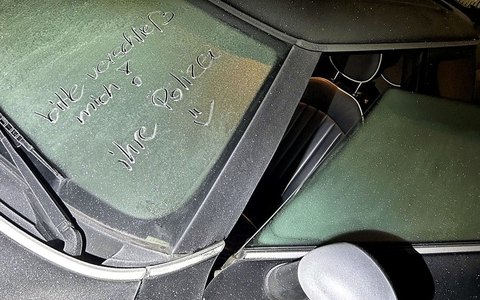 bitte verschließ
mich
ihre Polizei